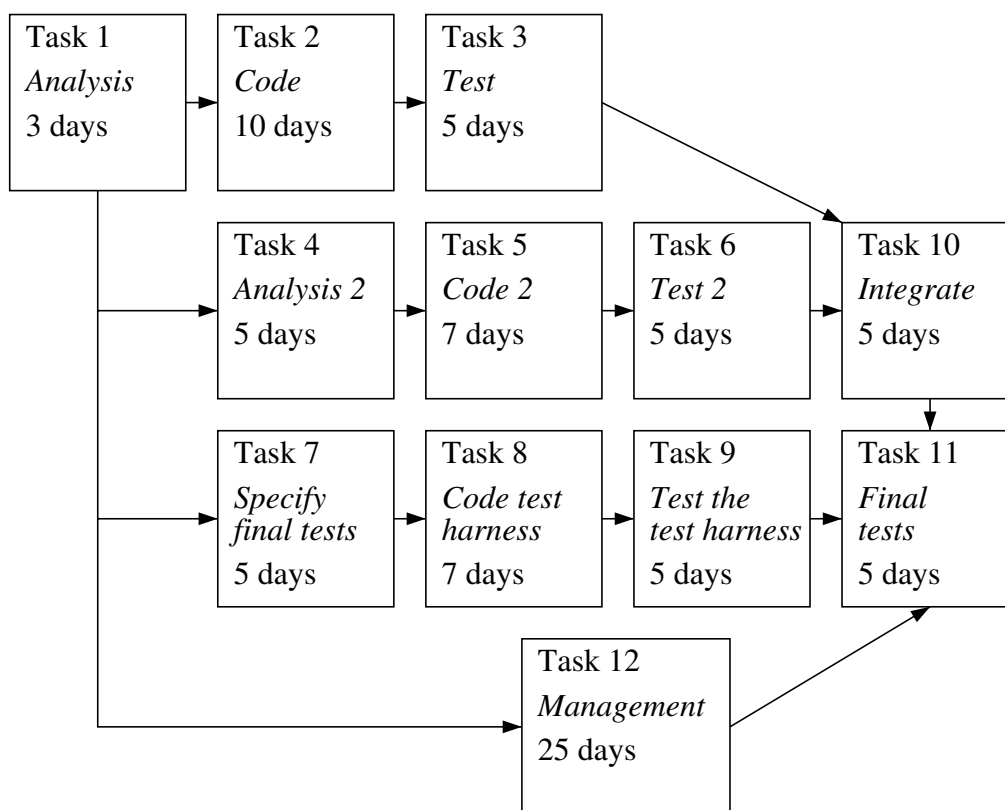 Task 1
Analysis
3 days
Task 2
Code
10 days
Task 3
Test
5 days
Task 4
Analysis 2
5 days
Task 5
Code 2
7 days
Task 6
Test 2
5 days
Task 10
Integrate
5 days
Task 7
Specify
final tests
5 days
Task 8
Code test
harness
7 days
Task 9
Test the
test harness
5 days
Task 11
Final
tests
5 days
Task 12
Management
25 days